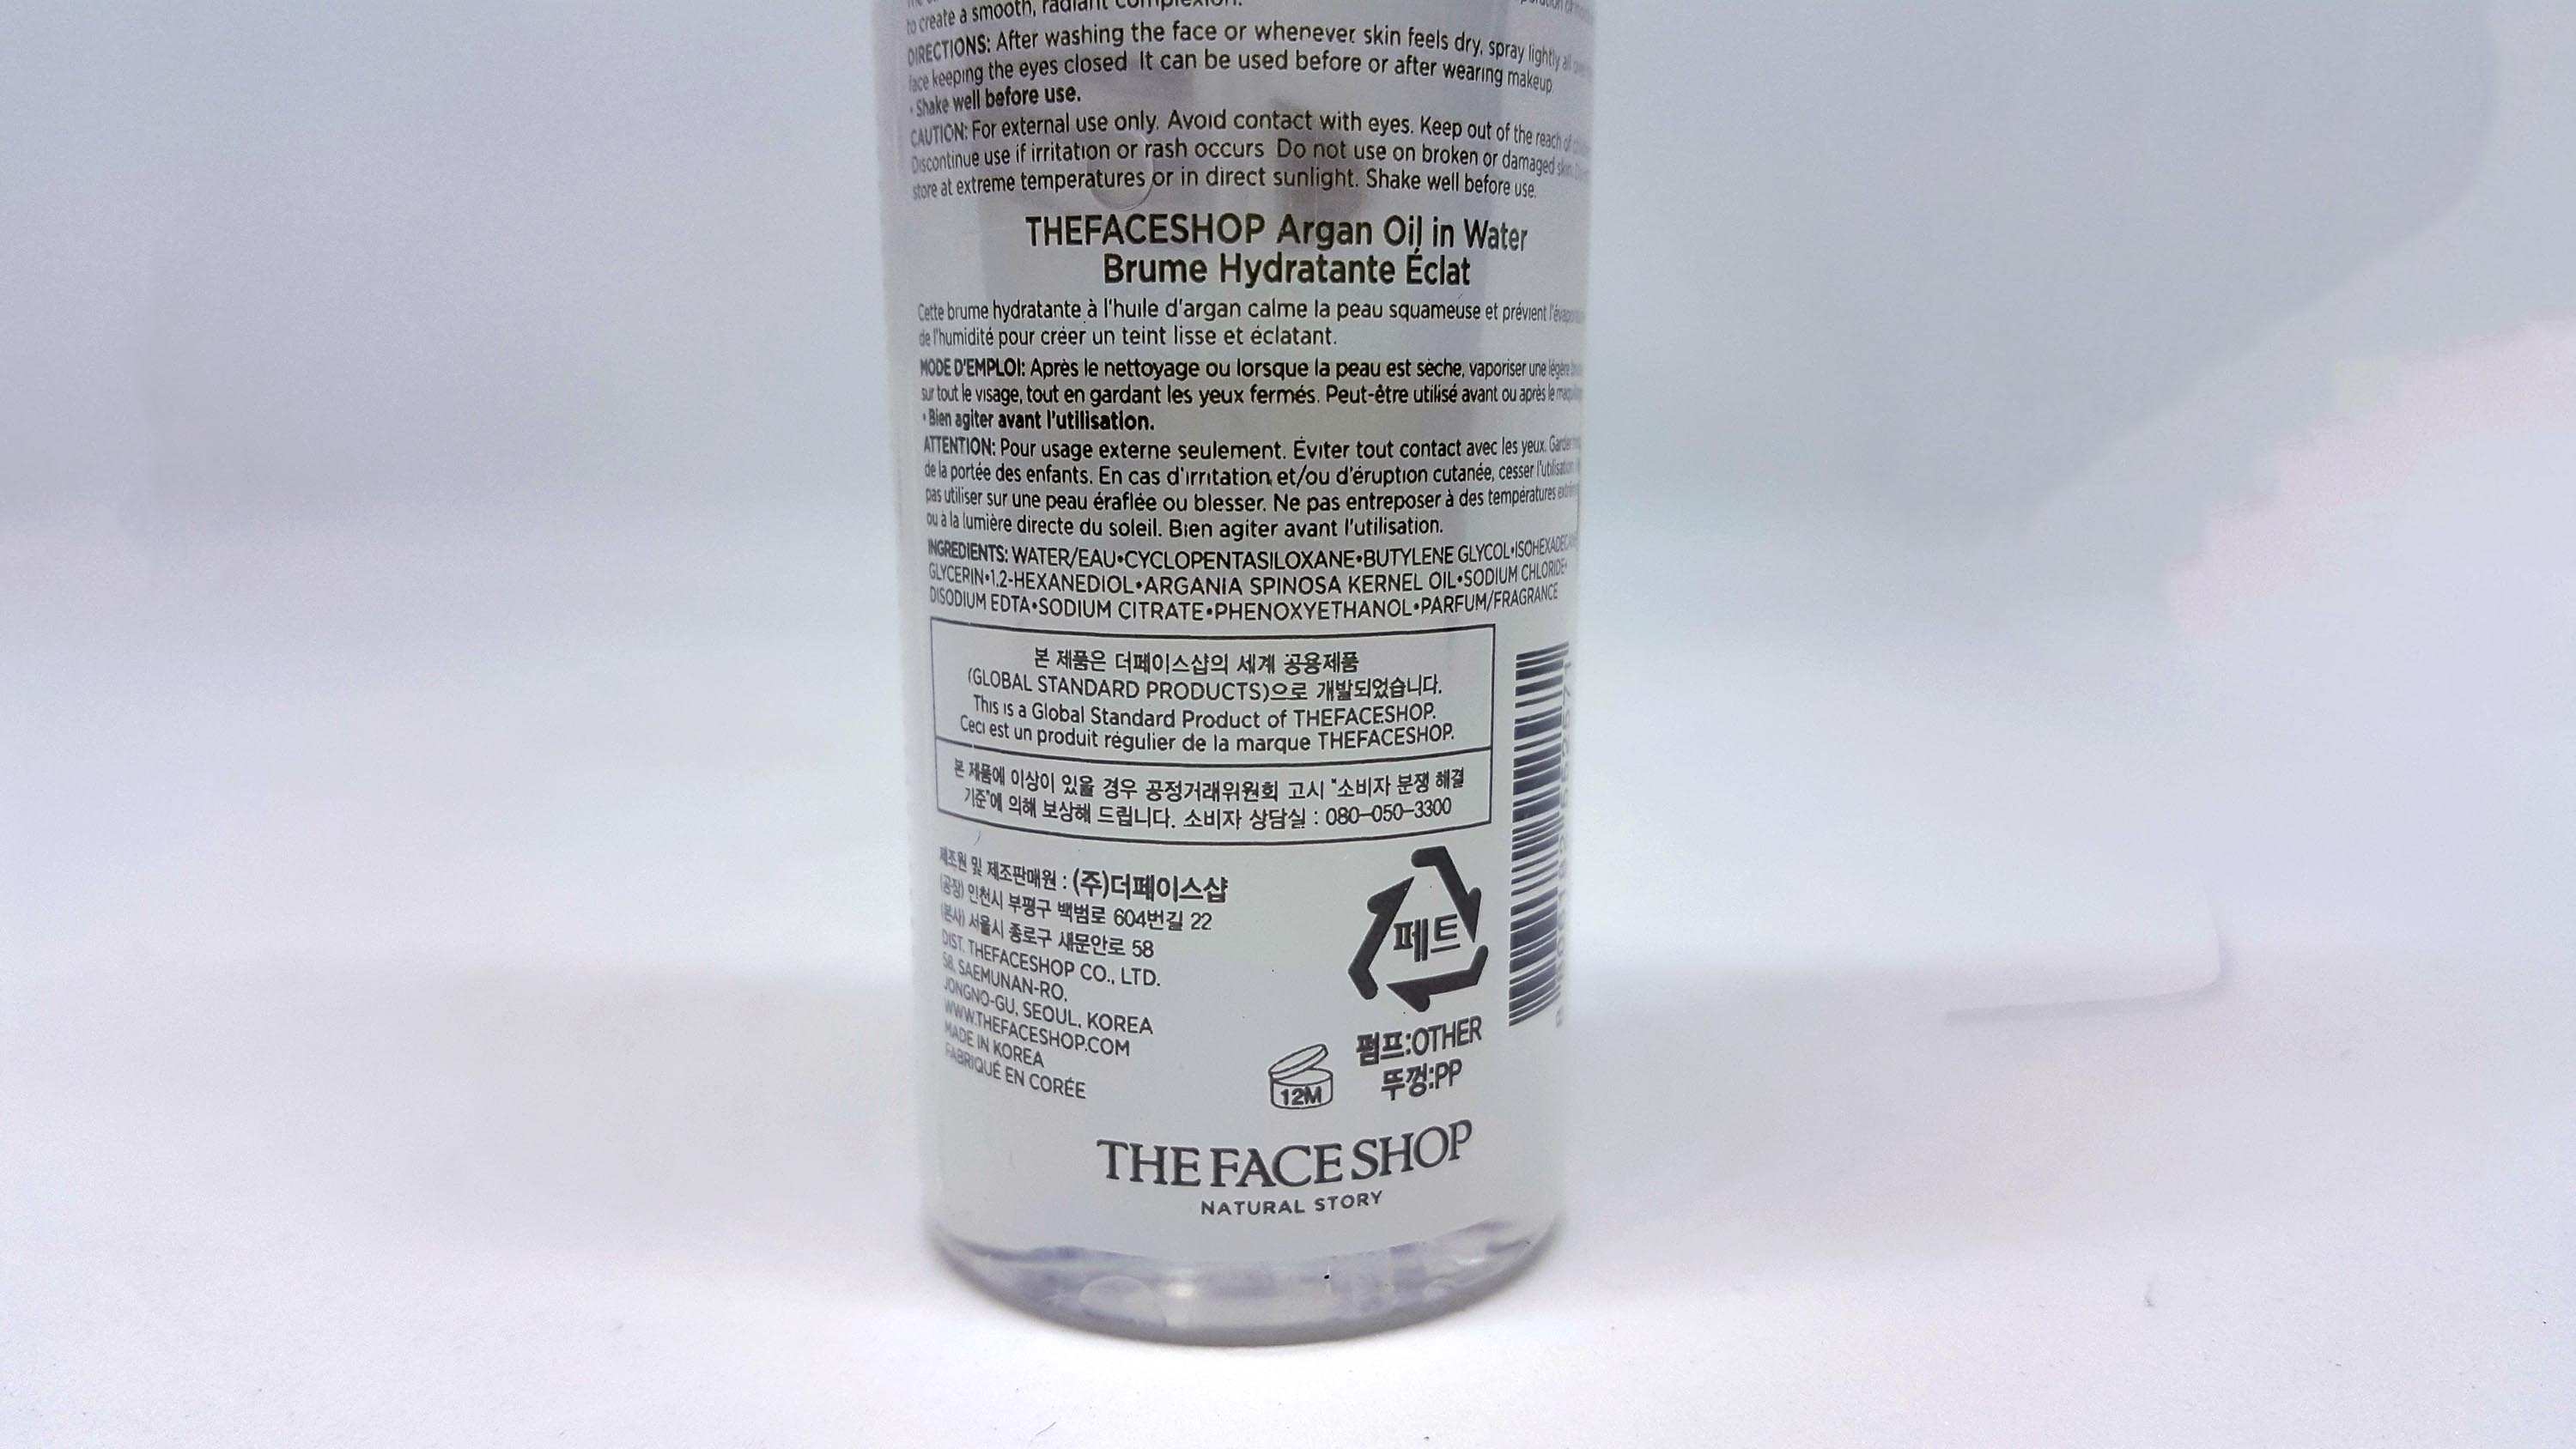 to create a smooth, radiant complexion.
DIRECTIONS: After washing the face or whenever skin feels dry, spray lightly all
face keeping the eyes closed It can be used before or after wearing makeup
• Shake well before use.
CAUTION: For external use only. Avoid contact with eyes. Keep out of the reach of
Discontinue use if irritation or rash occurs Do not use on broken or damaged skin.
store at extreme temperatures or in direct sunlight. Shake well before use.
THEFACESHOP Argan Oil in Water
Brume Hydratante Éclat
Cette brume hydratante à l'huile d'argan calme la peau squameuse et prévient
de l'humidité pour créer un teint lisse et éclatant.
MODE D'EMPLOI: Après le nettoyage ou lorsque la peau est sèche, vaporiser une légère
sur tout le visage, tout en gardant les yeux fermés. Peut-être utilisé avant ou après le
• Bien agiter avant l'utilisation.
ATTENTION: Pour usage externe seulement. Éviter tout contact avec les yeux. Garder
de la portée des enfants. En cas d'irritation et/ou d'éruption cutanée, cesser l'utilisation.
pas utiliser sur une peau éraflée ou blesser. Ne pas entreposer à des températures
ou à la lumière directe du soleil. Bien agiter avant l'utilisation.
INGREDIENTS: WATER/EAU•CYCLOPENTASILOXANE•BUTYLENE GLYCOL•
GLYCERIN•1,2-HEXANEDIOL•ARGANIA SPINOSA KERNEL OIL•SODIUM CHLORIDE•
DISODIUM EDTA•SODIUM CITRATE•PHENOXYETHANOL•PARFUM/FRAGRANCE
본 제품은 더페이스샵의 세계 공용제품
(GLOBAL STANDARD PRODUCTS)으로 개발되었습니다.
This is a Global Standard Product of THEFACESHOP.
Ceci est un produit régulier de la marque THEFACESHOP.
본 제품에 이상이 있을 경우 공정거래위원회 고시 "소비자 분쟁 해결
기준"에 의해 보상해 드립니다. 소비자 상담실 : 080-050-3300
제조원 및 제조판매원 : (주)더페이스샵
(공장) 인천시 부평구 백범로 604번길 22
(본사) 서울시 종로구 새문안로 58
DIST. THEFACESHOP CO., LTD.
58, SAEMUNAN-RO,
JONGNO-GU, SEOUL, KOREA
WWW.THEFACESHOP.COM
MADE IN KOREA
FABRIQUÉ EN CORÉE
페트
펌프:OTHER
뚜껑:PP
12M
THE FACE SHOP
NATURAL STORY